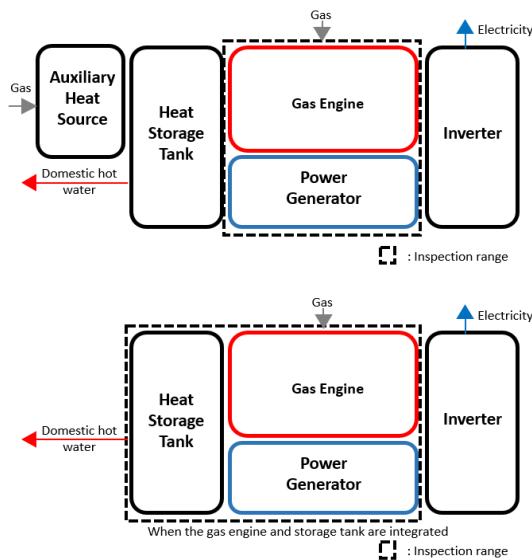 Gas
Electricity
Gas
Auxiliary
Heat
Source
Heat
Storage
Tank
Gas Engine
Inverter
Domestic hot
water
Power
Generator
: Inspection range
Gas
Electricity
Heat
Storage
Tank
Gas Engine
Inverter
Domestic hot
water
Power
Generator
When the gas engine and storage tank are integrated
: Inspection range